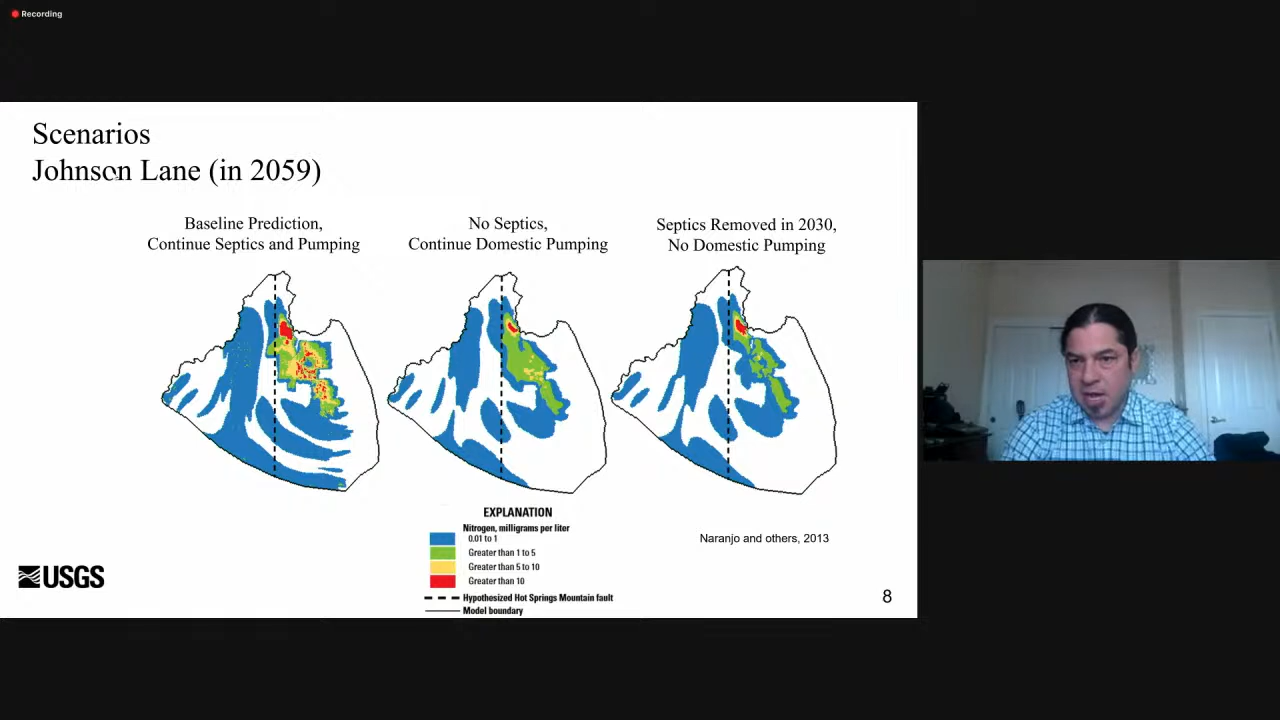 Recording
Scenarios
Johnson Lane (in 2059)
Baseline Prediction,
Continue Septics and Pumping
No Septics,
Continue Domestic Pumping
Septics Removed in 2030,
No Domestic Pumping
EXPLANATION
Nitrogen, milligrams per liter
0.01 to 1
Greater than 1 to 5
Greater than 5 to 10
Greater than 10
Hypothesized Hot Springs Mountain fault
Model boundary
Naranjo and others, 2013
USGS
8